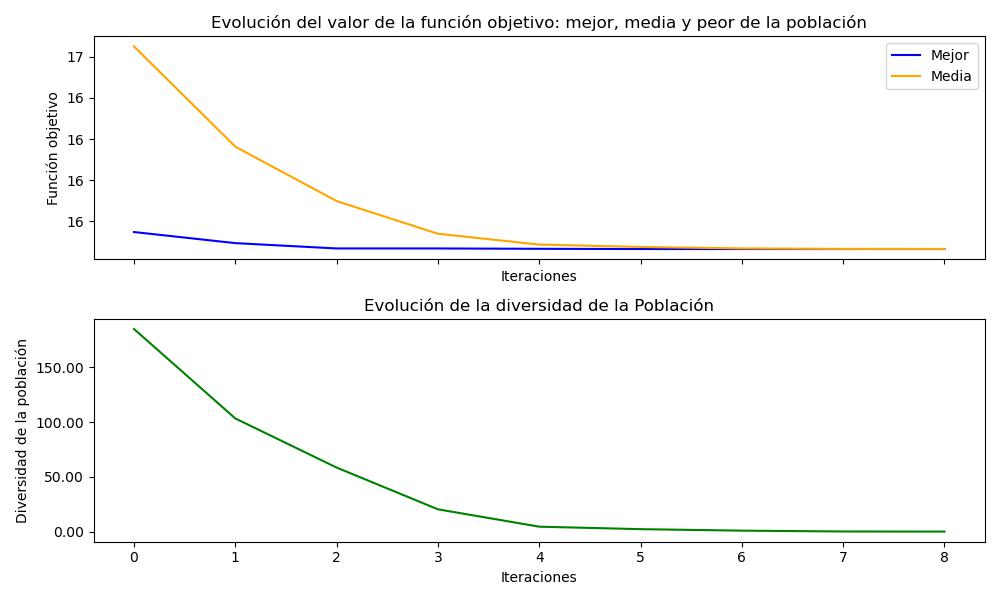 Evolución del valor de la función objetivo: mejor, media y peor de la población
Función objetivo
17
16
16
16
16
Mejor
Media
Iteraciones
Evolución de la diversidad de la Población
Diversidad de la población
150.00
100.00
50.00
0.00
0 1 2 3 4 5 6 7 8
Iteraciones